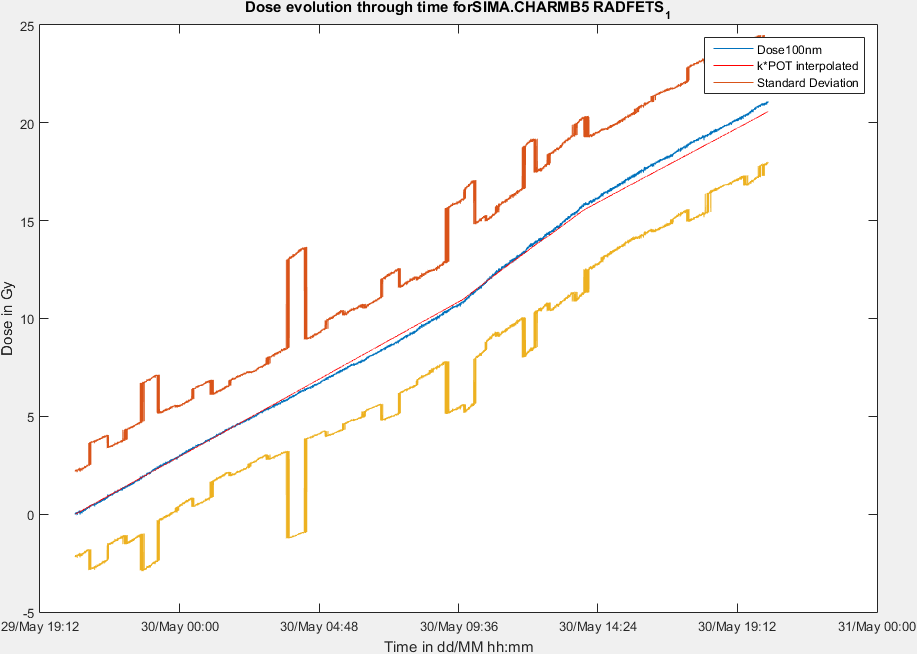 Dose evolution through time forSIMA.CHARMB5 RADFETS1
Dose100nm
k*POT interpolated
Standard Deviation
Dose in Gy
25
20
15
10
5
0
-5
29/May 19:12 30/May 00:00 30/May 04:48 30/May 09:36 30/May 14:24 30/May 19:12 31/May 00:00
Time in dd/MM hh:mm